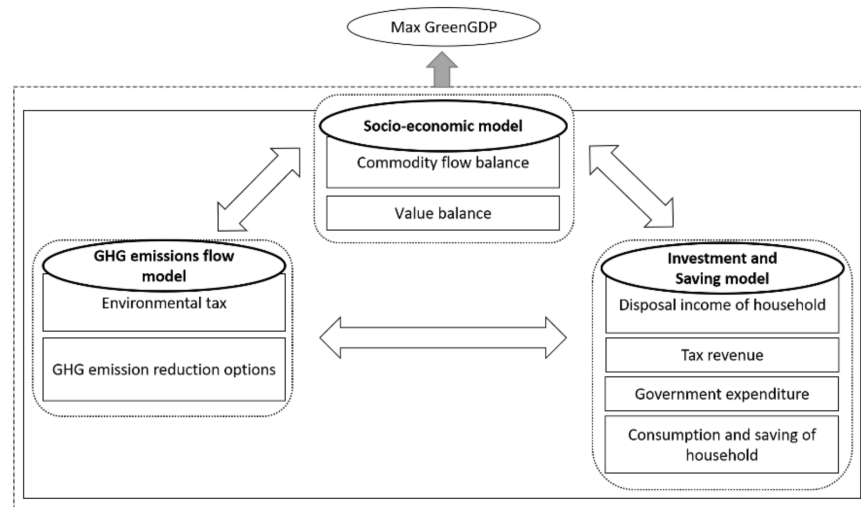 Max GreenGDP
Socio-economic model
Commodity flow balance
Value balance
GHG emissions flow
model
Environmental tax
GHG emission reduction options
Investment and
Saving model
Disposal income of household
Tax revenue
Government expenditure
Consumption and saving of
household